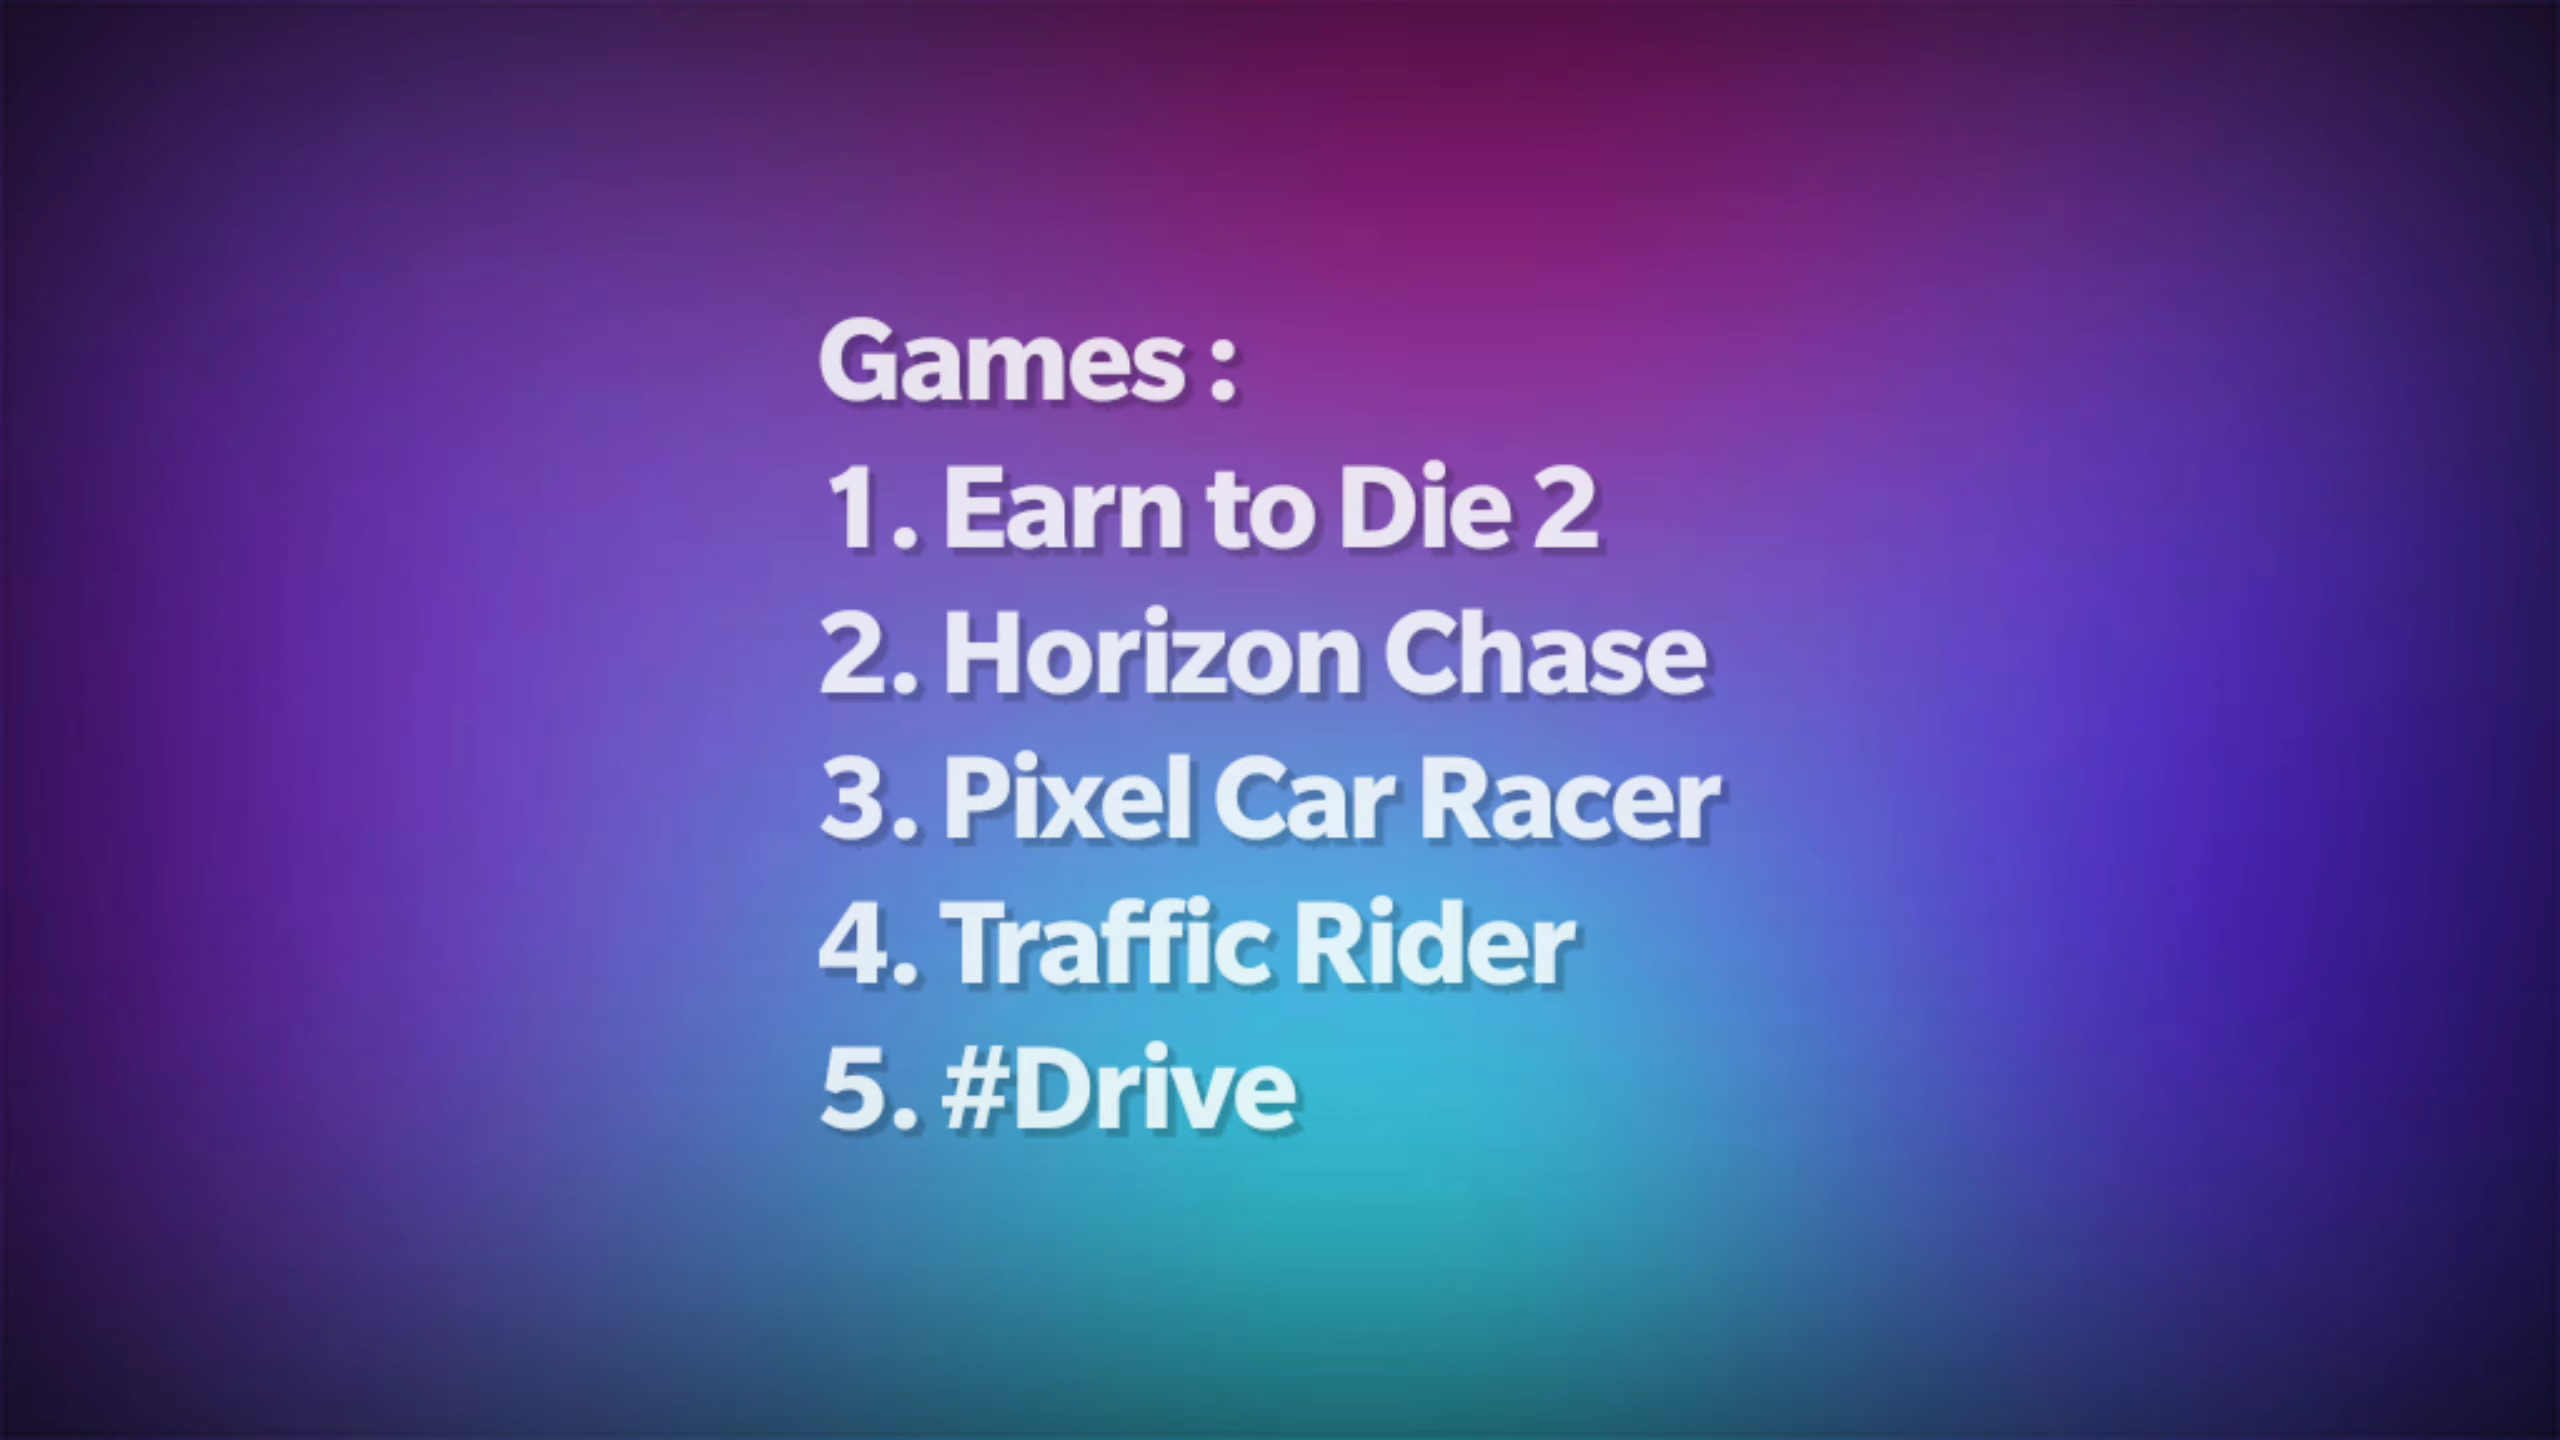 Games :
1. Earn to Die 2
2. Horizon Chase
3. Pixel Car Racer
4. Traffic Rider
5. #Drive